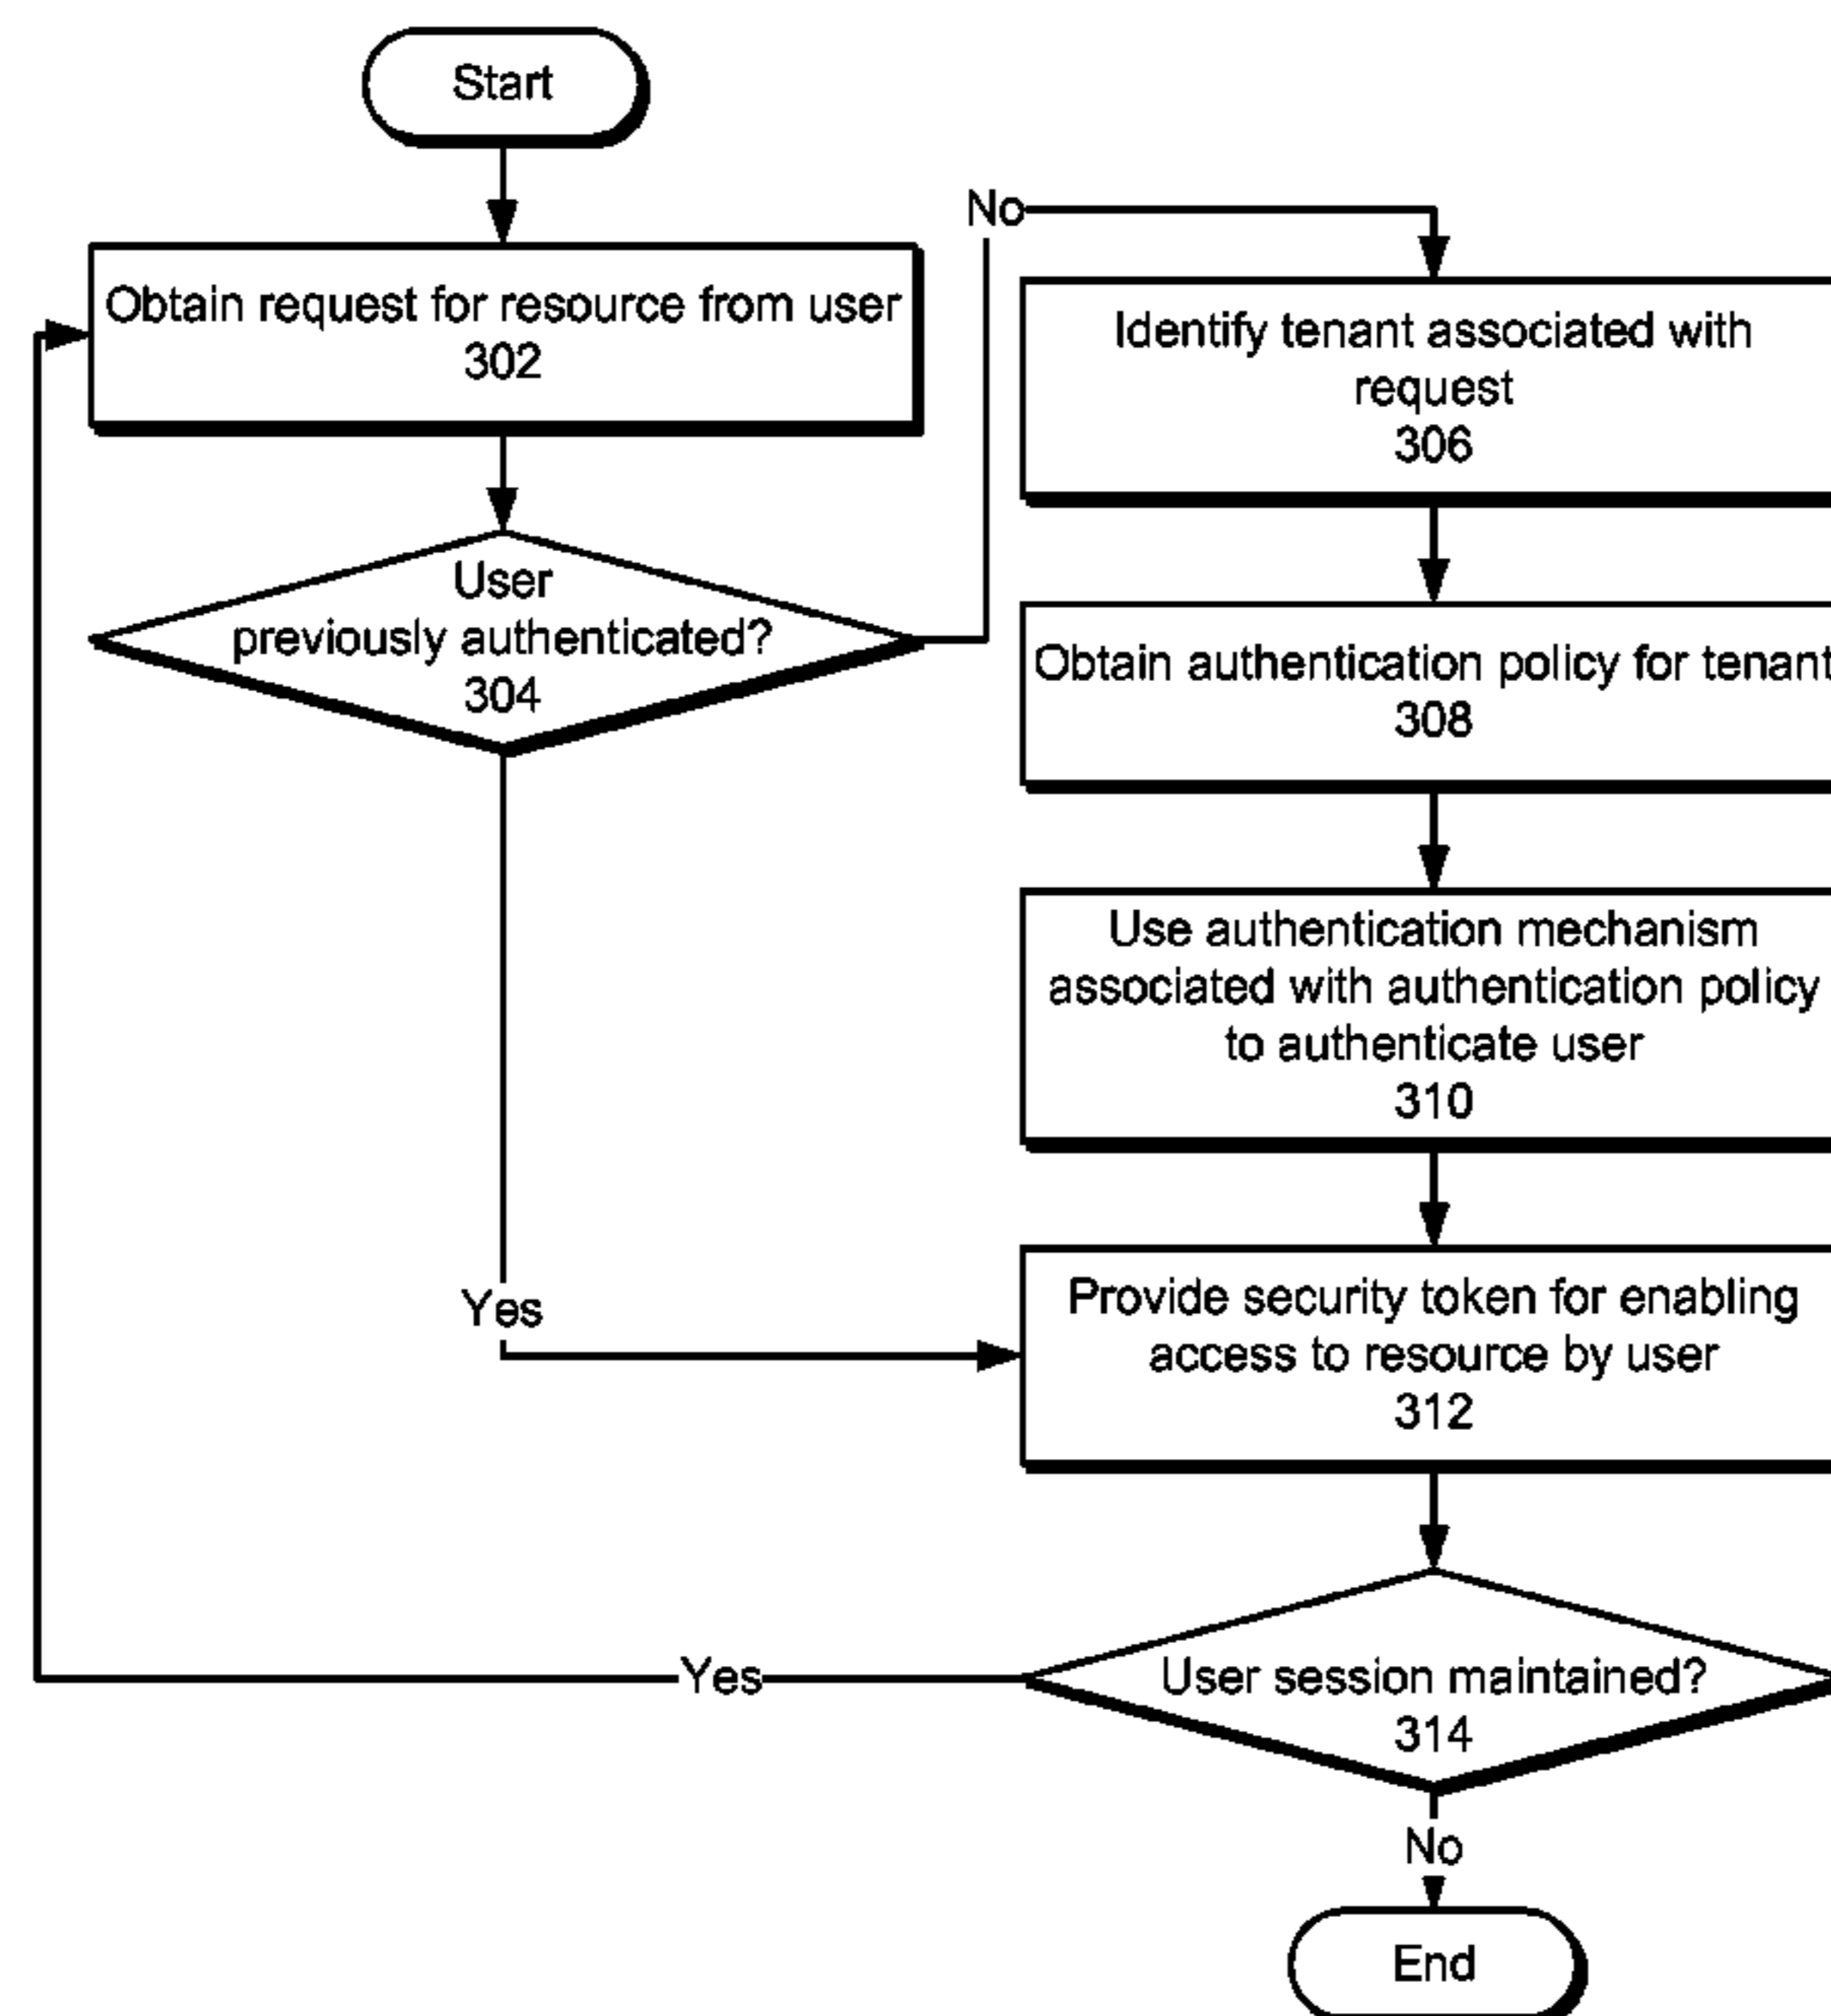 Start
Obtain request for resource from user
302
User
previously authenticated?
304
No
Identify tenant associated with
request
306
Obtain authentication policy for tenant
308
Use authentication mechanism
associated with authentication policy
to authenticate user
310
Yes
Provide security token for enabling
access to resource by user
312
Yes
User session maintained?
314
No
End